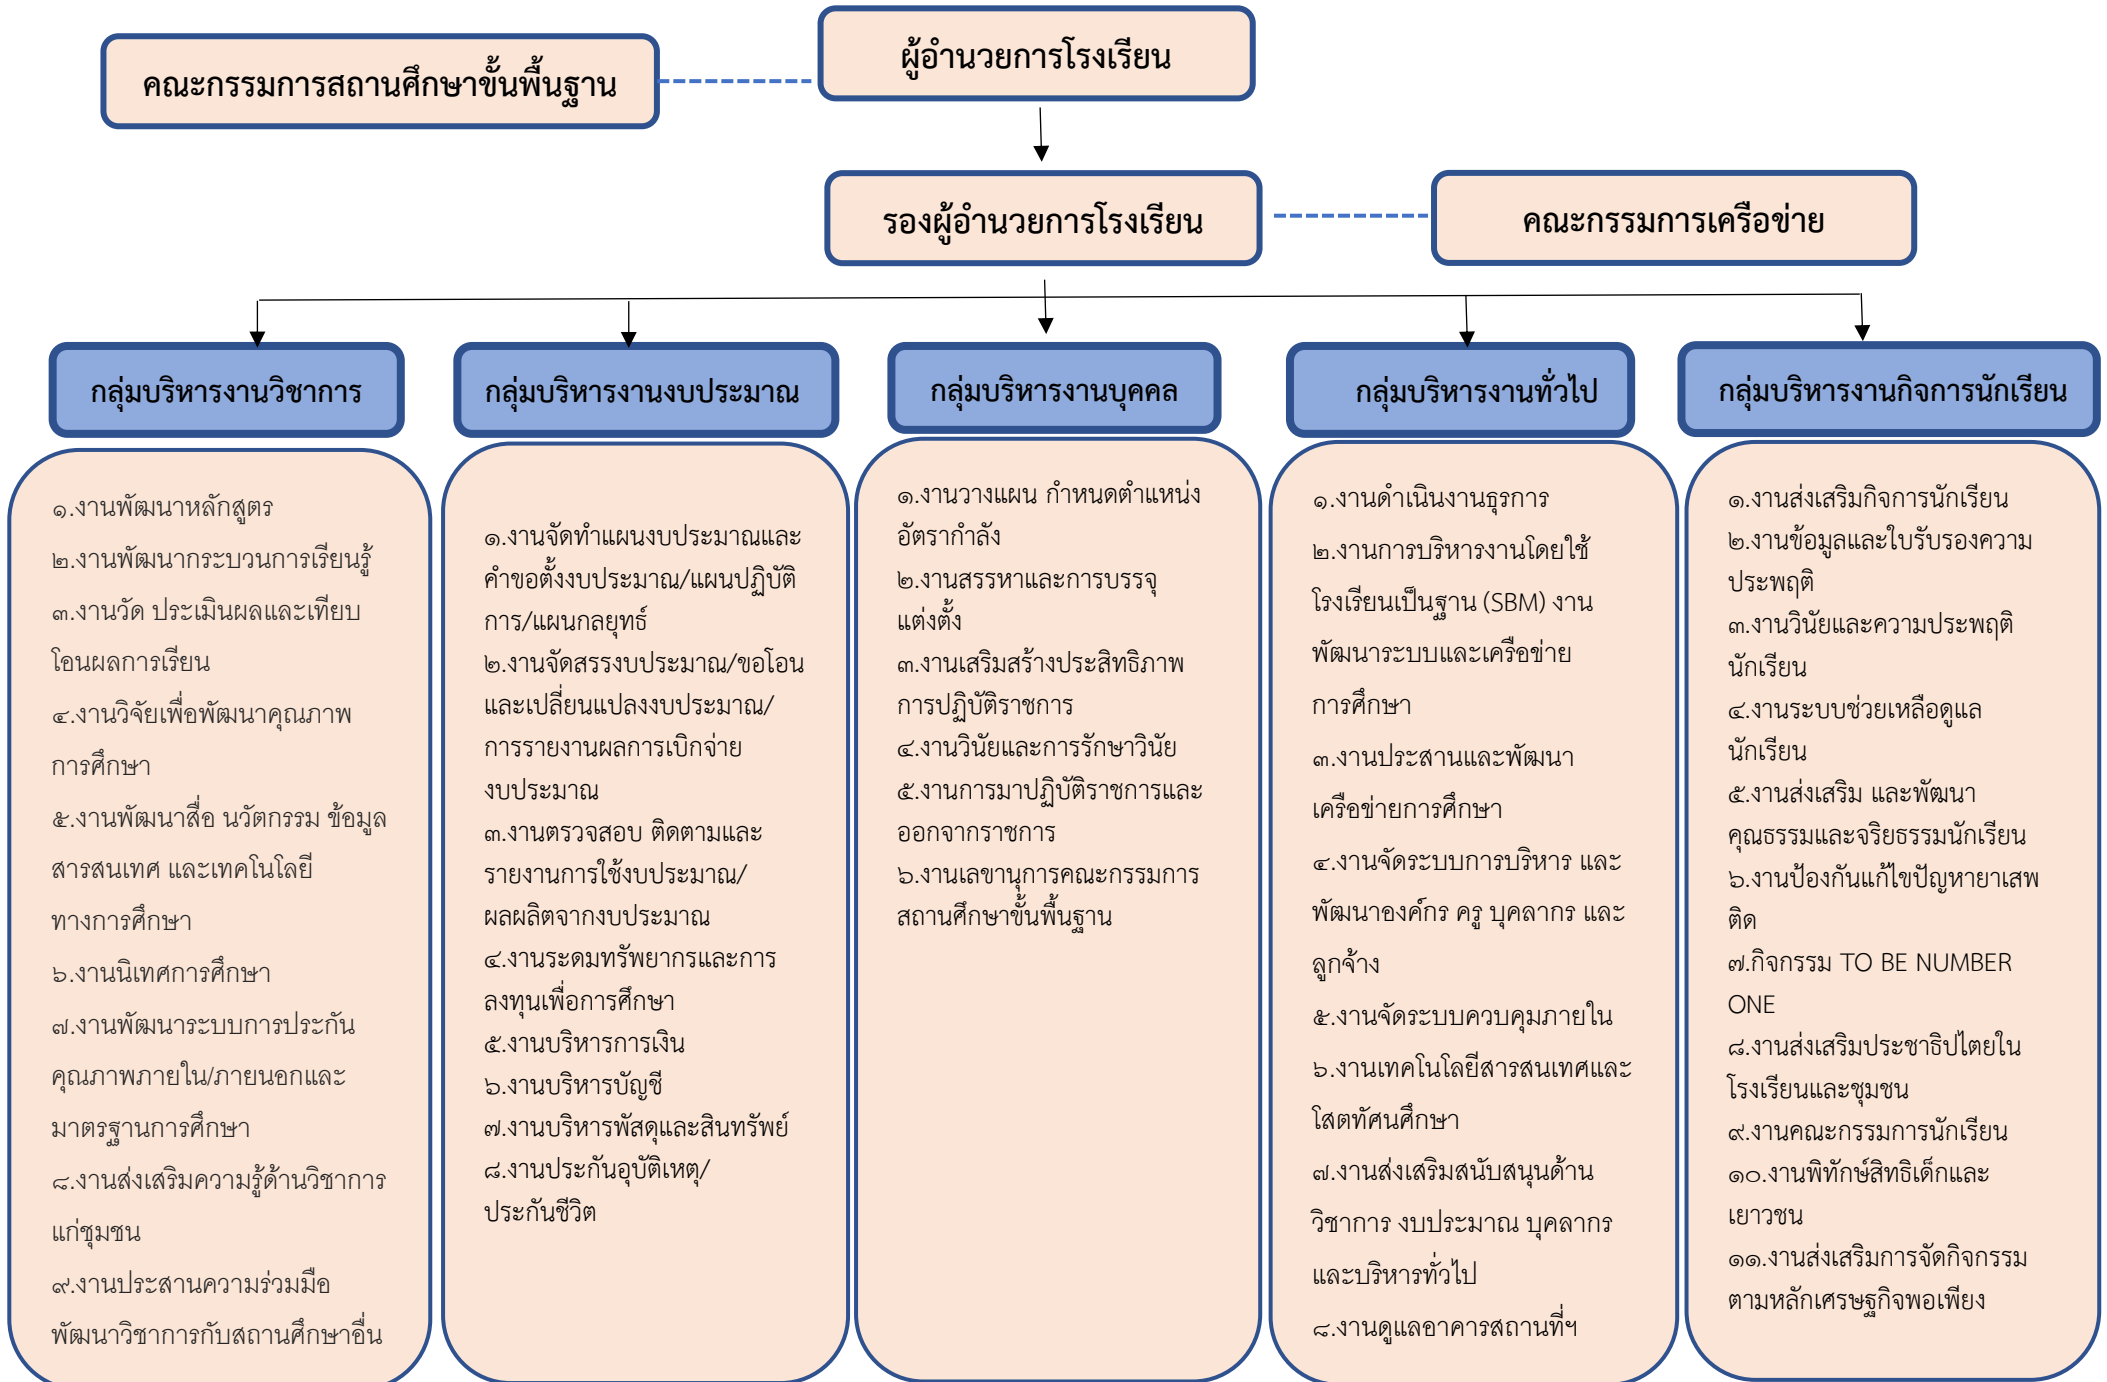 ผู้อำนวยการโรงเรียน
คณะกรรมการสถานศึกษาขั้นพื้นฐาน
รองผู้อำนวยการโรงเรียน
คณะกรรมการเครือข่าย
กลุ่มบริหารงานวิชาการ
๑.งานพัฒนาหลักสูตร
๒.งานพัฒนากระบวนการเรียนรู้
๓.งานวัด ประเมินผลและเทียบ
โอนผลการเรียน
๔.งานวิจัยเพื่อพัฒนาคุณภาพ
การศึกษา
๕.งานพัฒนาสื่อ นวัตกรรม ข้อมูล
สารสนเทศ และเทคโนโลยี
ทางการศึกษา
๖.งานนิเทศการศึกษา
๗.งานพัฒนาระบบการประกัน
คุณภาพภายใน/ภายนอกและ
มาตรฐานการศึกษา
๘.งานส่งเสริมความรู้ด้านวิชาการ
แก่ชุมชน
๙.งานประสานความร่วมมือ
พัฒนาวิชาการกับสถานศึกษาอื่น
กลุ่มบริหารงานงบประมาณ
๑.งานจัดทำแผนงบประมาณและ
คำขอตั้งงบประมาณ/แผนปฏิบัติ
การ/แผนกลยุทธ์
๒.งานจัดสรรงบประมาณ/ขอโอน
และเปลี่ยนแปลงงบประมาณ/
การรายงานผลการเบิกจ่าย
งบประมาณ
๓.งานตรวจสอบ ติดตามและ
รายงานการใช้งบประมาณ/
ผลผลิตจากงบประมาณ
๔.งานระดมทรัพยากรและการ
ลงทุนเพื่อการศึกษา
๕.งานบริหารการเงิน
๖.งานบริหารบัญชี
๗.งานบริหารพัสดุและสินทรัพย์
๘.งานประกันอุบัติเหตุ/
ประกันชีวิต
กลุ่มบริหารงานบุคคล
๑.งานวางแผน กำหนดตำแหน่ง
อัตรากำลัง
๒.งานสรรหาและการบรรจุ
แต่งตั้ง
๓.งานเสริมสร้างประสิทธิภาพ
การปฏิบัติราชการ
๔.งานวินัยและการรักษาวินัย
๕.งานการมาปฏิบัติราชการและ
ออกจากราชการ
๖.งานเลขานุการคณะกรรมการ
สถานศึกษาขั้นพื้นฐาน
กลุ่มบริหารงานทั่วไป
๑.งานดำเนินงานธุรการ
๒.งานการบริหารงานโดยใช้
โรงเรียนเป็นฐาน (SBM) งาน
พัฒนาระบบและเครือข่าย
การศึกษา
๓.งานประสานและพัฒนา
เครือข่ายการศึกษา
๔.งานจัดระบบการบริหาร และ
พัฒนาองค์กร ครู บุคลากร และ
ลูกจ้าง
๕.งานจัดระบบควบคุมภายใน
๖.งานเทคโนโลยีสารสนเทศและ
โสตทัศนศึกษา
๗.งานส่งเสริมสนับสนุนด้าน
วิชาการ งบประมาณ บุคลากร
และบริหารทั่วไป
๘.งานดูแลอาคารสถานที่ฯ
กลุ่มบริหารงานกิจการนักเรียน
๑.งานส่งเสริมกิจการนักเรียน
๒.งานข้อมูลและใบรับรองความ
ประพฤติ
๓.งานวินัยและความประพฤติ
นักเรียน
๔.งานระบบช่วยเหลือดูแล
นักเรียน
๕.งานส่งเสริม และพัฒนา
คุณธรรมและจริยธรรมนักเรียน
๖.งานป้องกันแก้ไขปัญหายาเสพ
ติด
๗.กิจกรรม TO BE NUMBER
ONE
๘.งานส่งเสริมประชาธิปไตยใน
โรงเรียนและชุมชน
๙.งานคณะกรรมการนักเรียน
๑๐.งานพิทักษ์สิทธิเด็กและ
เยาวชน
๑๑.งานส่งเสริมการจัดกิจกรรม
ตามหลักเศรษฐกิจพอเพียง